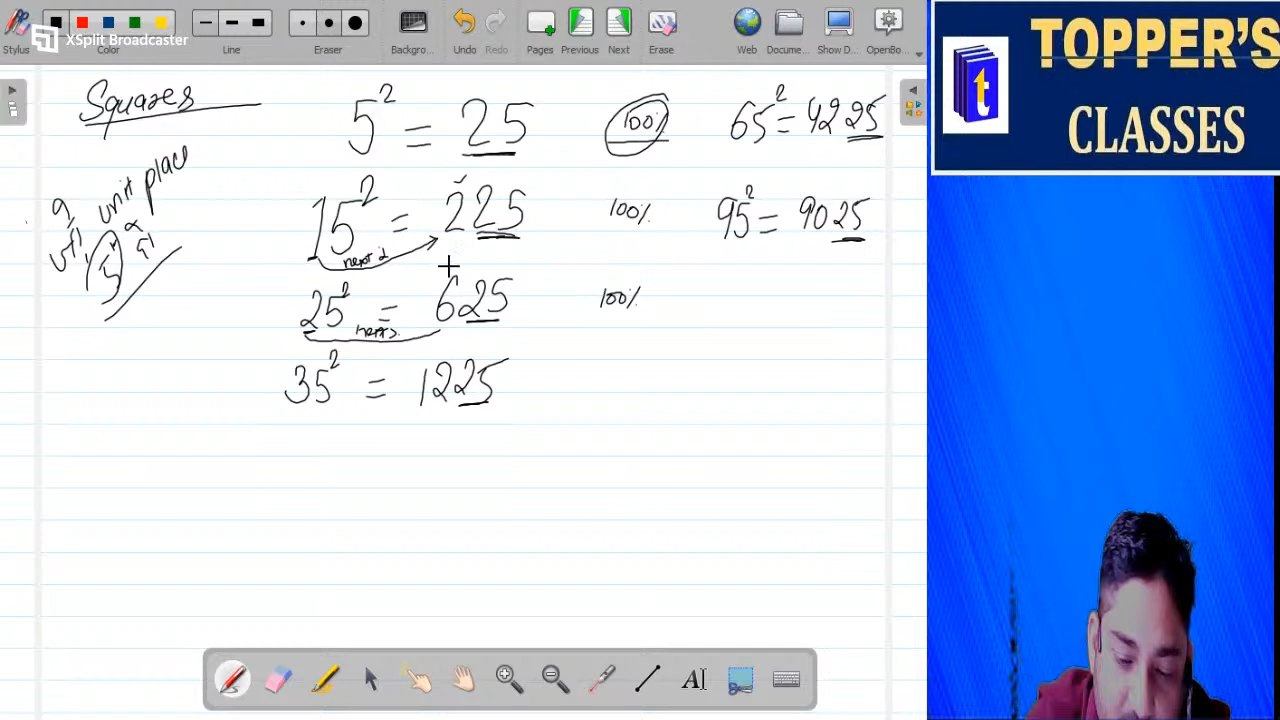 Stylus
Color
Line
Eraser
Backgro...
Undo
Redo
Pages
Previous
Next
Erase
Web
Docume...
Show D...
OpenBo...
XSplit Broadcaster
TOPPER'S
CLASSES
t
Squares
unit place
5² = 25
100%
65² = 4225
15² = 225
next 2
100%
95² = 9025
25² = 625
100%
35² = 1225